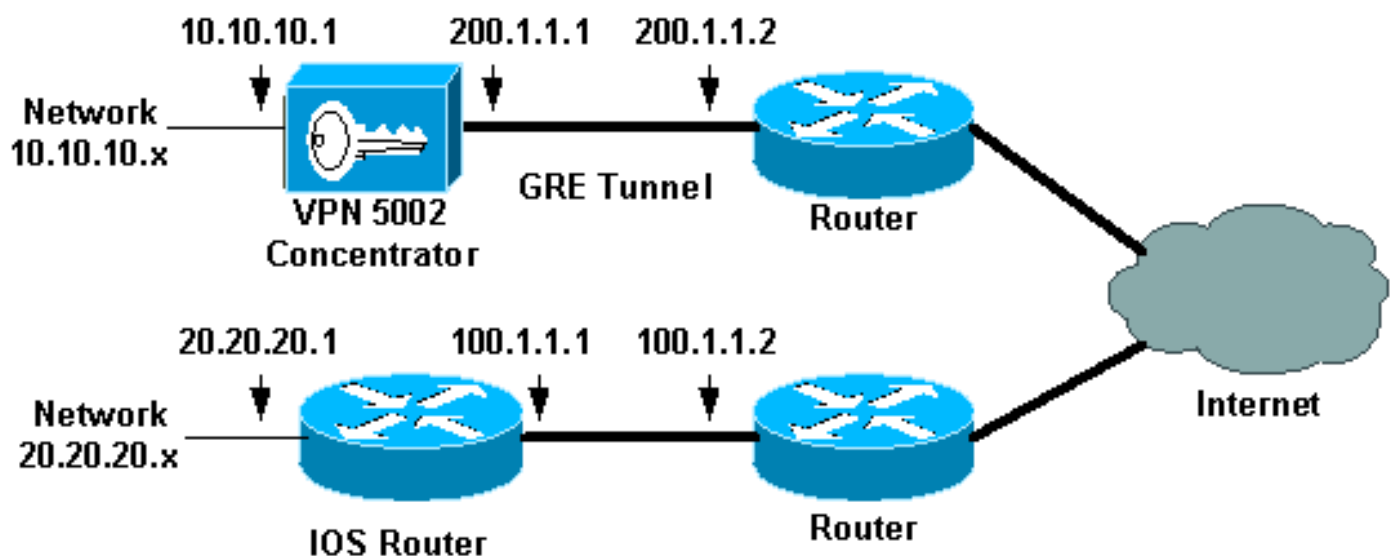 10.10.10.1 200.1.1.1 200.1.1.2
Network
10.10.10.x
GRE Tunnel
VPN 5002
Concentrator
Router
20.20.20.1 100.1.1.1 100.1.1.2
Internet
Network
20.20.20.x
Router
IOS Router